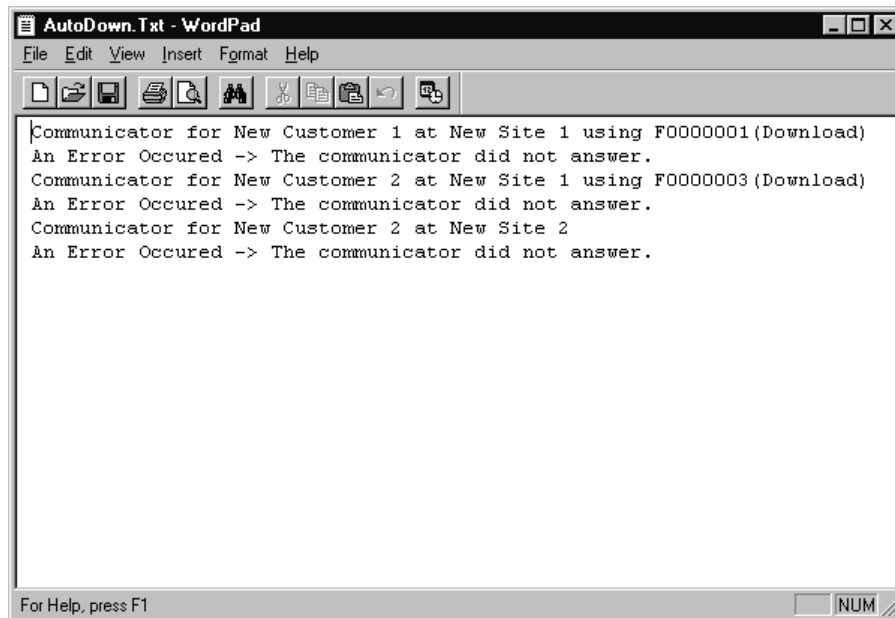 AutoDown.Txt - WordPad
File Edit View Insert Format Help
Communicator for New Customer 1 at New Site 1 using F0000001(Download)
An Error Occured -> The communicator did not answer.
Communicator for New Customer 2 at New Site 1 using F0000003(Download)
An Error Occured -> The communicator did not answer.
Communicator for New Customer 2 at New Site 2
An Error Occured -> The communicator did not answer.
For Help, press F1
NUM